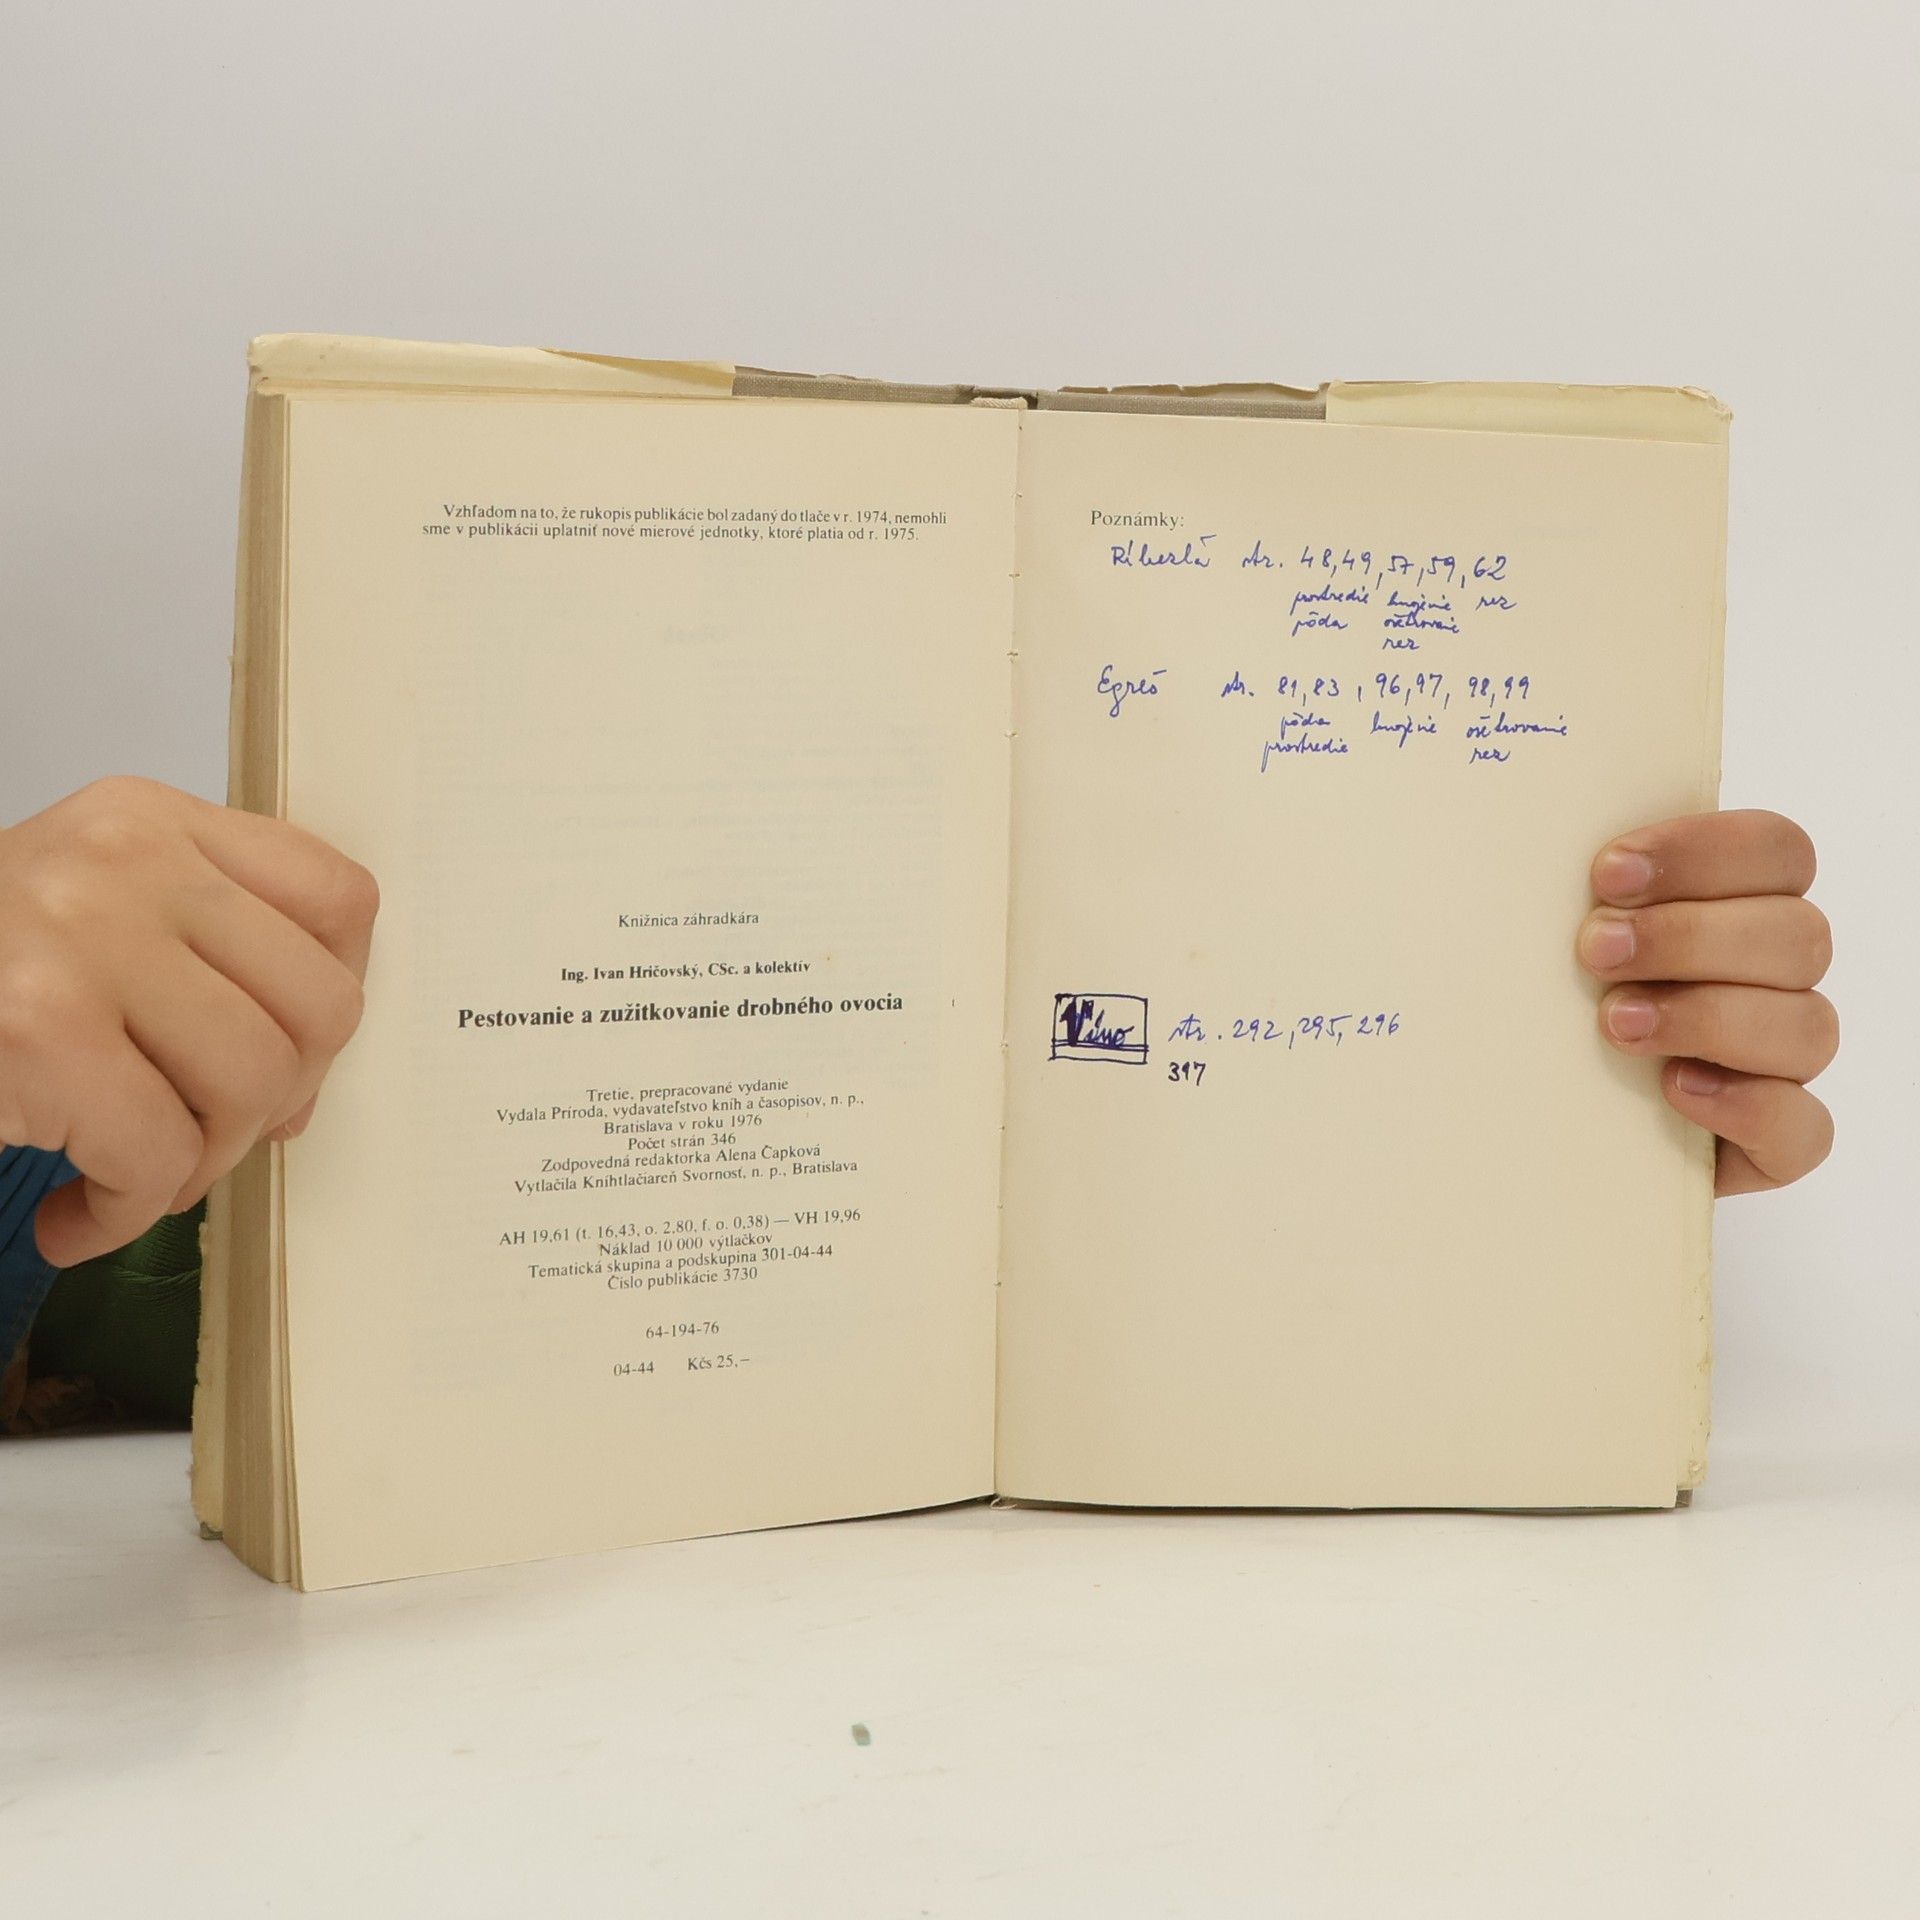 Vzhľadom na to, že rukopis publikácie bol zadaný do tlače v r. 1974, nemohli
sme v publikácii uplatniť nové mierové jednotky, ktoré platia od r. 1975.
Knižnica záhradkára
Ing. Ivan Hričovský, CSc. a kolektív
Pestovanie a zužitkovanie drobného ovocia
Tretie, prepracované vydanie
Vydala Príroda, vydavateľstvo kníh a časopisov, n. p.,
Bratislava v roku 1976
Počet strán 346
Zodpovedná redaktorka Alena Čapková
Vytlačila Kníhtlačiareň Svornosť, n. p., Bratislava
AH 19,61 (t. 16,43, o. 2,80, f. o. 0,38) — VH 19,96
Náklad 10 000 výtlačkov
Tematická skupina a podskupina 301-04-44
Číslo publikácie 3730
64-194-76
04-44 Kčs 25,–
Poznámky:
Ríbezlá str. 48,49,57,59,62
prostredie hnojenie rez
pôda ošetrovanie
rez
Egreš str. 81,83, 96,97, 98,99
pôda hnojenie ošetrovanie
prostredie rez
Víno str. 292,295, 296
317